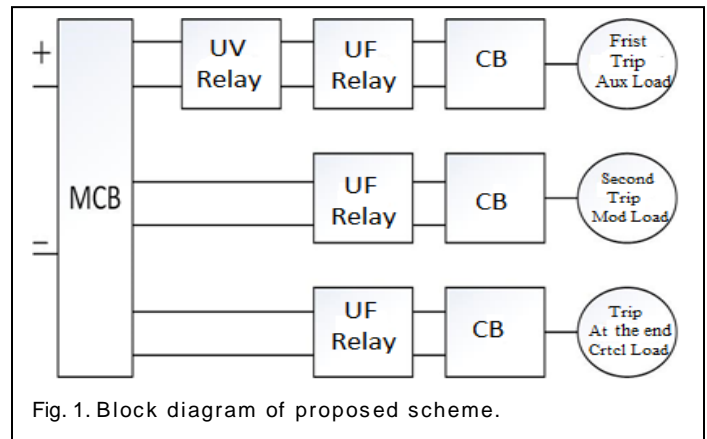 +
UV
Relay
UF
Relay
CB
Frist
Trip
Aux Load
MCB
UF
Relay
CB
Second
Trip
Mod Load
=
UF
Relay
CB
Trip
At the end
Crtcl Load
Fig. 1. Block diagram of proposed scheme.